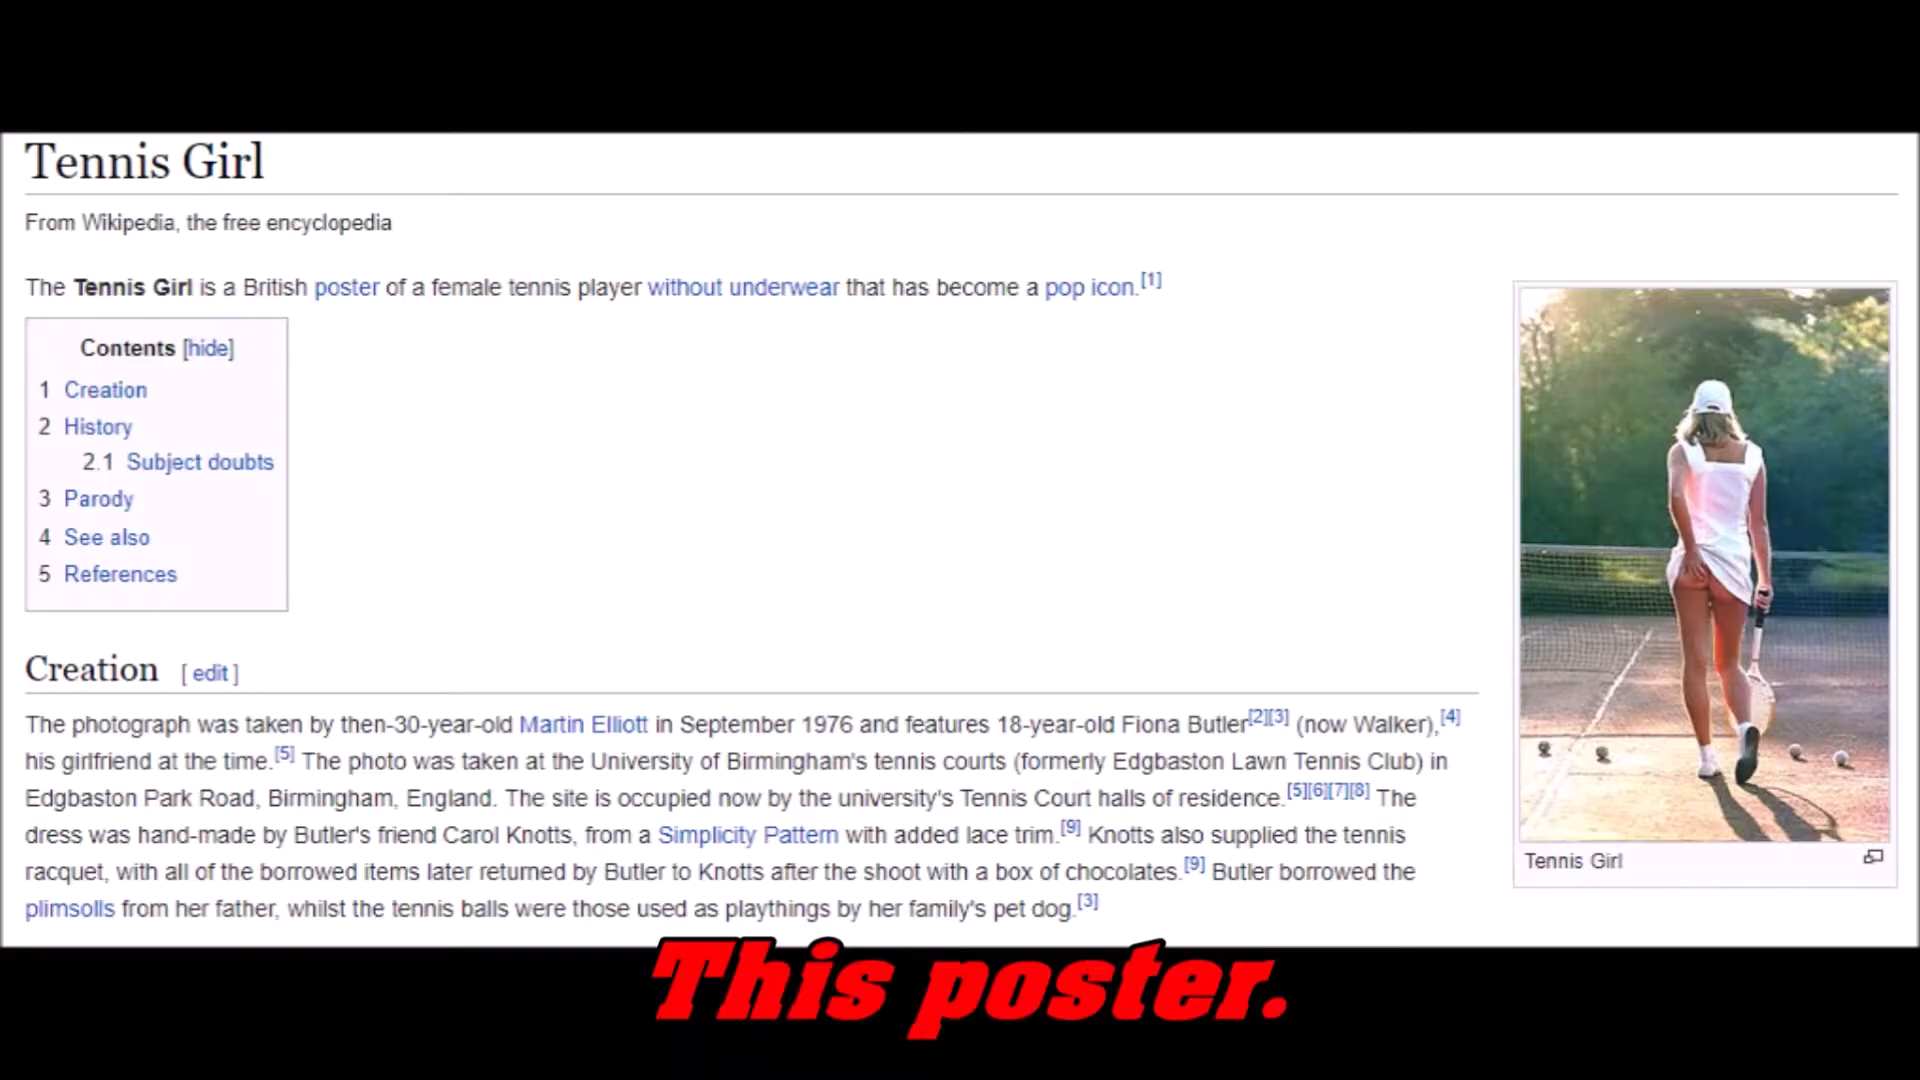 Tennis Girl
From Wikipedia, the free encyclopedia
The Tennis Girl is a British poster of a female tennis player without underwear that has become a pop icon.[1]
Contents [hide]
1 Creation
2 History
2.1 Subject doubts
3 Parody
4 See also
5 References
Creation [ edit ]
The photograph was taken by then-30-year-old Martin Elliott in September 1976 and features 18-year-old Fiona Butler[2][3] (now Walker),[4]
his girlfriend at the time.[5] The photo was taken at the University of Birmingham's tennis courts (formerly Edgbaston Lawn Tennis Club) in
Edgbaston Park Road, Birmingham, England. The site is occupied now by the university's Tennis Court halls of residence.[5][6][7][8] The
dress was hand-made by Butler's friend Carol Knotts, from a Simplicity Pattern with added lace trim.[9] Knotts also supplied the tennis
racquet, with all of the borrowed items later returned by Butler to Knotts after the shoot with a box of chocolates.[9] Butler borrowed the
plimsolls from her father, whilst the tennis balls were those used as playthings by her family's pet dog.[3]
Tennis Girl
This poster.